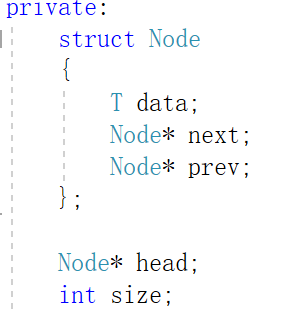 private:
    struct Node
    {
        T data;
        Node* next;
        Node* prev;
    };
    Node* head;
    int size;